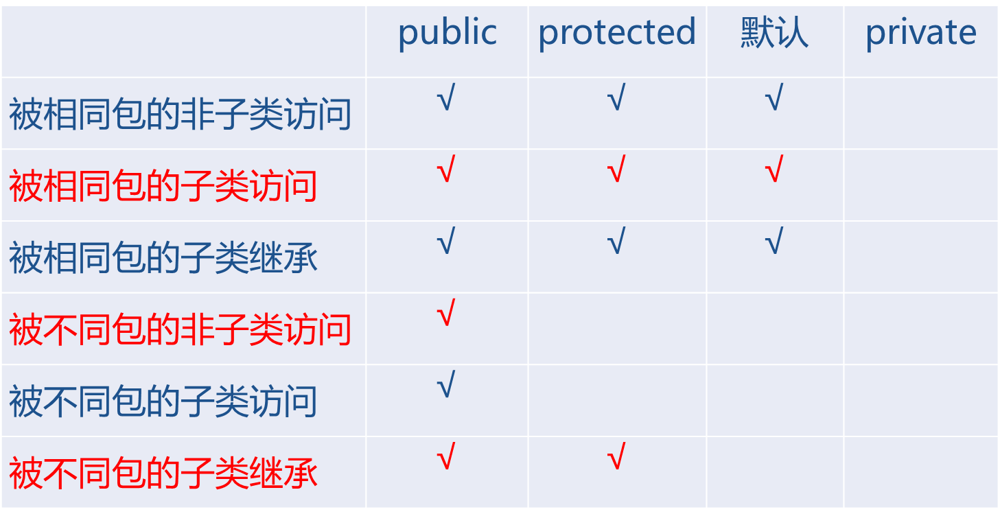 public protected 默认 private
被相同包的非子类访问 √ √ √
被相同包的子类访问 √ √ √
被相同包的子类继承 √ √ √
被不同包的非子类访问 √
被不同包的子类访问 √
被不同包的子类继承 √ √